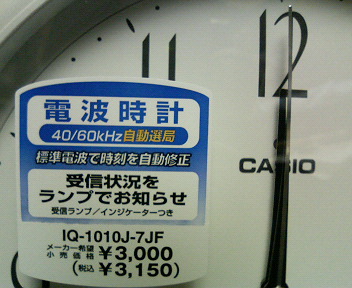 11 12
電波時計
40/60kHz自動選局
標準電波で時刻を自動修正
受信状況を
ランプでお知らせ
受信ランプ/インジケーターつき
IQ-1010J-7JF
メーカー希望
小売価格 ¥3,000
(税込 ¥3,150)
CASIO